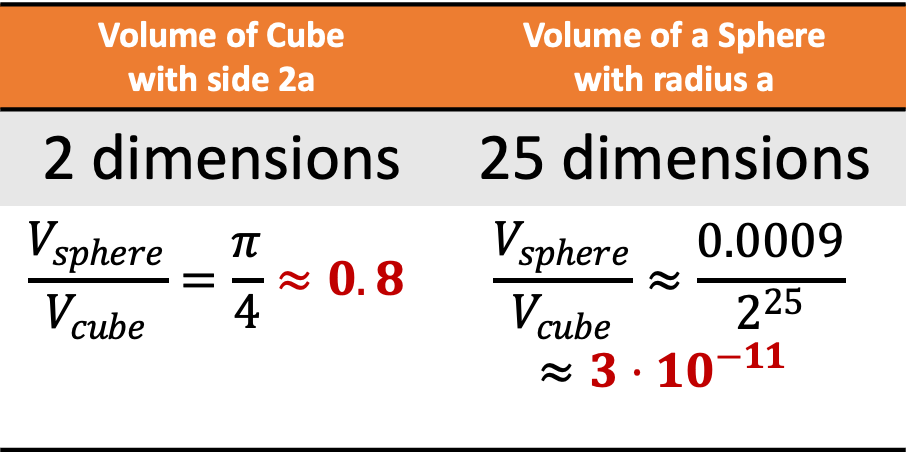 Volume of Cube
with side 2a
Volume of a Sphere
with radius a
2 dimensions
25 dimensions
V_sphere / V_cube = π / 4 ≈ 0.8
V_sphere / V_cube ≈ 0.0009 / 2^25
≈ 3 · 10^−11